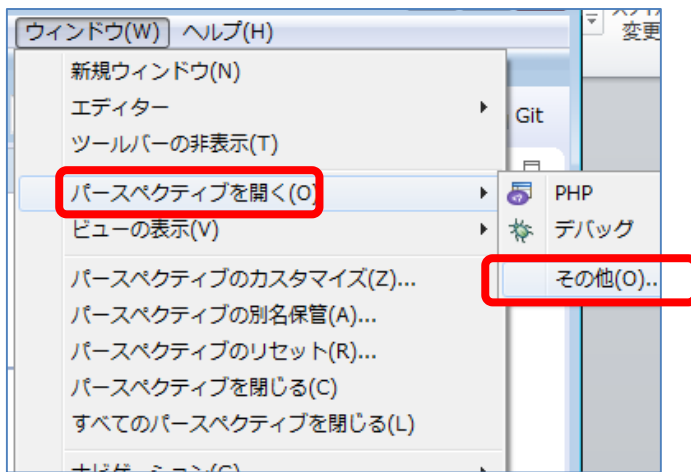 ウィンドウ(W) ヘルプ(H)
変更
新規ウィンドウ(N)
エディター
Git
ツールバーの非表示(T)
パースペクティブを開く(O)
PHP
ビューの表示(V)
デバッグ
その他(O)...
パースペクティブのカスタマイズ(Z)...
パースペクティブの別名保管(A)...
パースペクティブのリセット(R)...
パースペクティブを閉じる(C)
すべてのパースペクティブを閉じる(L)